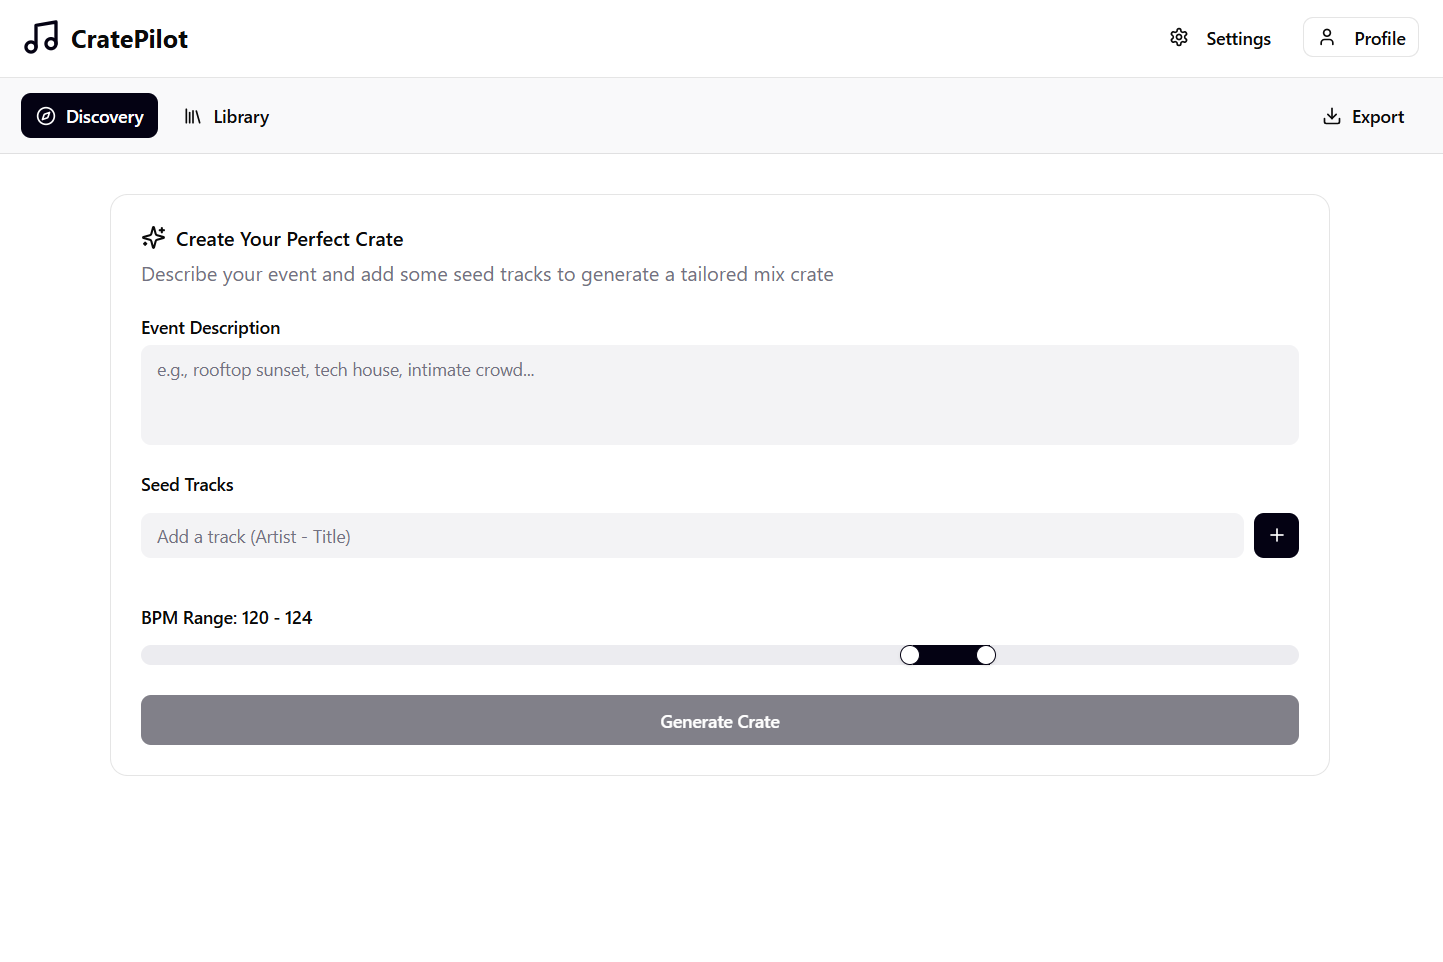 CratePilot
Settings
Profile
Discovery
Library
Export
Create Your Perfect Crate
Describe your event and add some seed tracks to generate a tailored mix crate
Event Description
e.g., rooftop sunset, tech house, intimate crowd...
Seed Tracks
Add a track (Artist - Title)
BPM Range: 120 - 124
Generate Crate